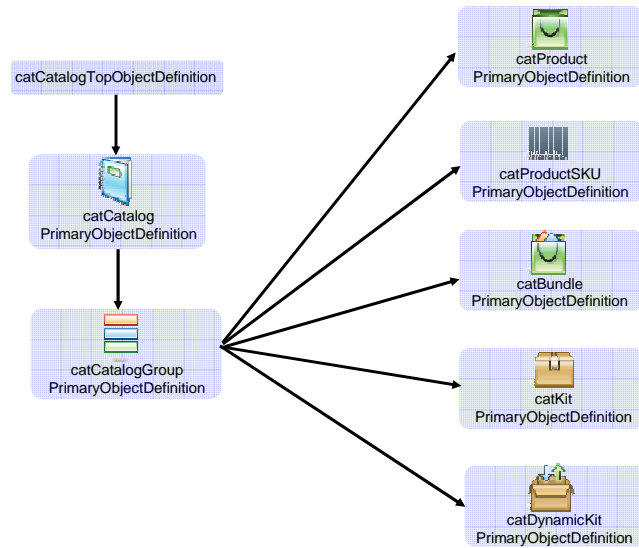 catCatalogTopObjectDefinition
catCatalog
PrimaryObjectDefinition
catCatalogGroup
PrimaryObjectDefinition
catProduct
PrimaryObjectDefinition
catProductSKU
PrimaryObjectDefinition
catBundle
PrimaryObjectDefinition
catKit
PrimaryObjectDefinition
catDynamicKit
PrimaryObjectDefinition